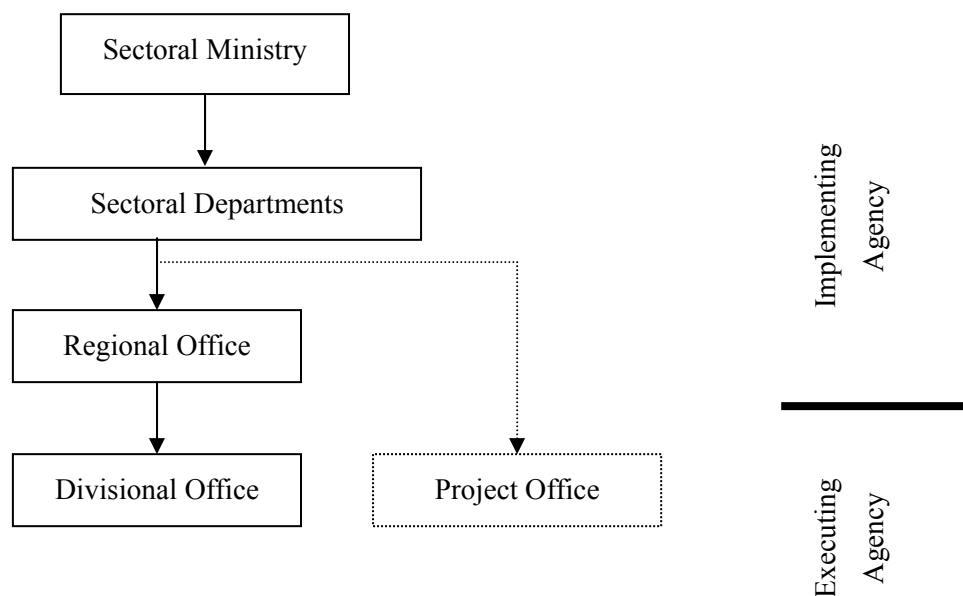 Sectoral Ministry
Sectoral Departments
Regional Office
Divisional Office
Project Office
Implementing
Agency
Executing
Agency